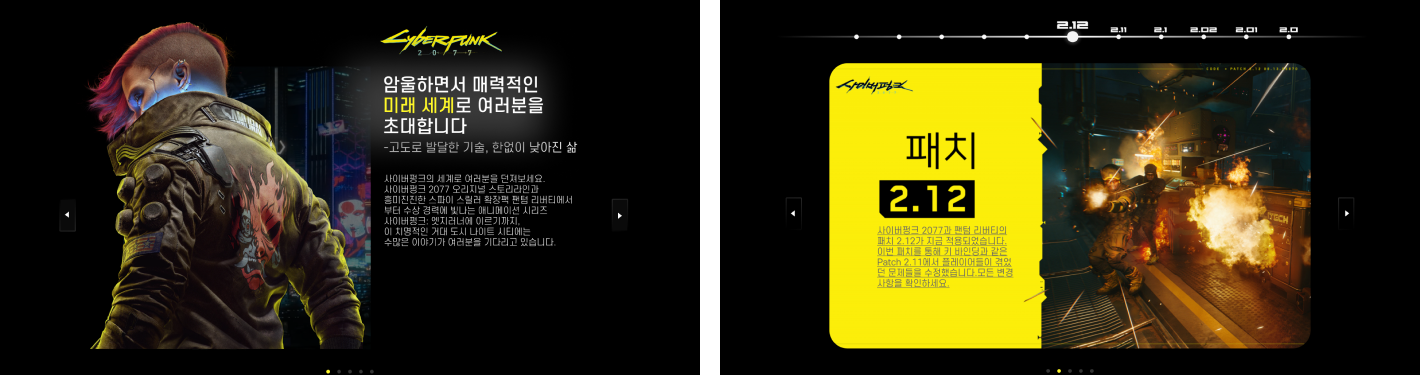 CYBERPUNK
2077
암울하면서 매력적인
미래 세계로 여러분을
초대합니다
-고도로 발달한 기술, 한없이 낮아진 삶
사이버펑크의 세계로 여러분을 던져보세요.
사이버펑크 2077 오리지널 스토리라인과
흥미진진한 스파이 스릴러 확장팩 팬텀 리버티에서
부터 수상 경력에 빛나는 애니메이션 시리즈
사이버펑크: 엣지러너에 이르기까지.
이 치명적인 거대 도시 나이트 시티에는
수많은 이야기가 여러분을 기다리고 있습니다.
2.12 2.11 2.1 2.02 2.01 2.0
사이버펑크
패치
2.12
사이버펑크 2077과 팬텀 리버티의
패치 2.12가 지금 적용되었습니다.
이번 패치를 통해 키 바인딩과 같은
Patch 2.11에서 플레이어들이 겪었
던 문제들을 수정했습니다.모든 변경
사항을 확인하세요.